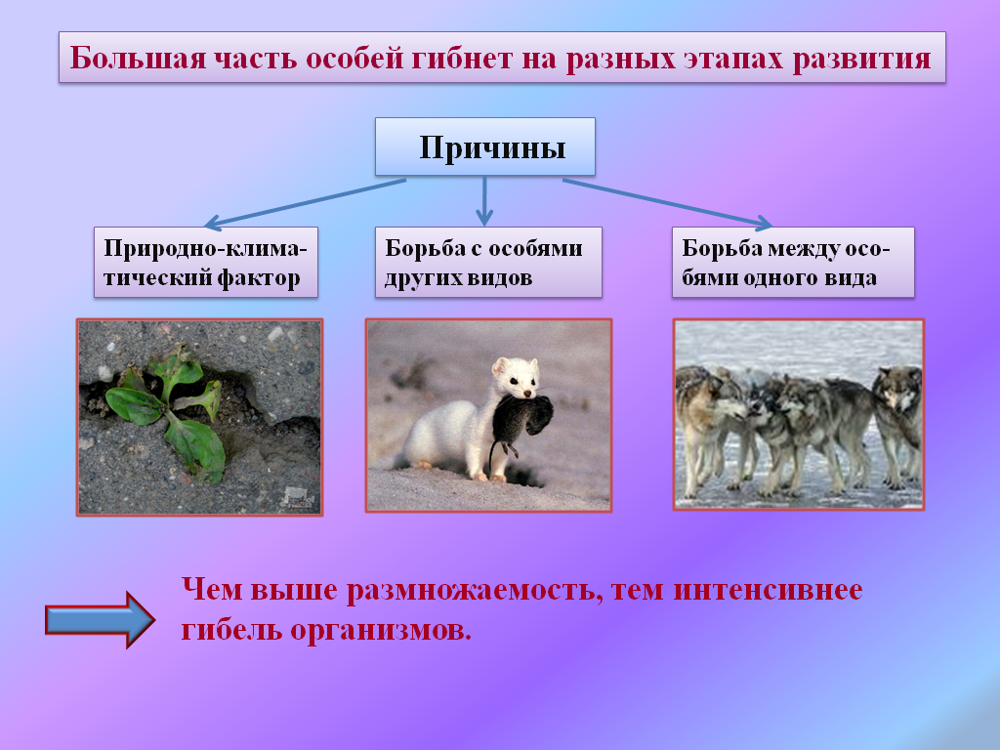 Большая часть особей гибнет на разных этапах развития
Причины
Природно-клима-
тический фактор
Борьба с особями
других видов
Борьба между осо-
бями одного вида
Чем выше размножаемость, тем интенсивнее
гибель организмов.